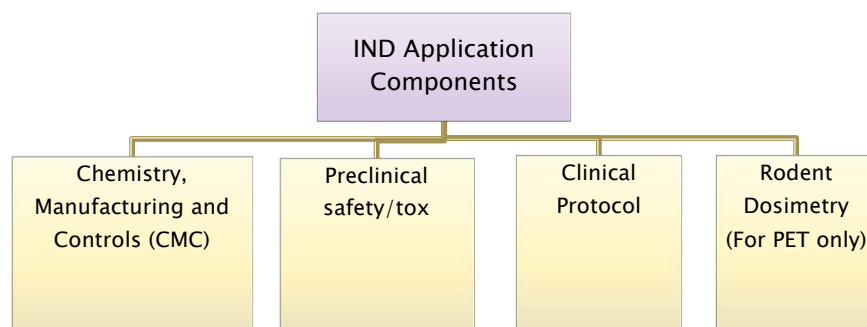 IND Application
Components
Chemistry,
Manufacturing and
Controls (CMC)
Preclinical
safety/tox
Clinical
Protocol
Rodent
Dosimetry
(For PET only)